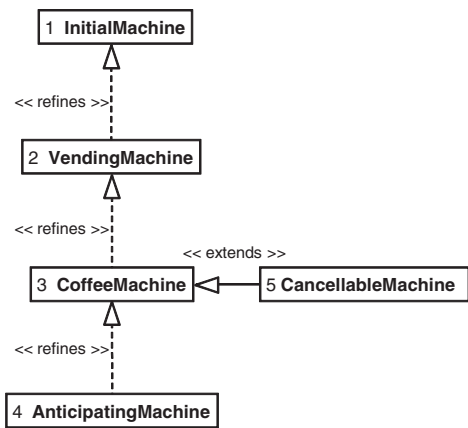 1 InitialMachine
<< refines >>
2 VendingMachine
<< refines >>
<< extends >>
3 CoffeeMachine
5 CancellableMachine
<< refines >>
4 AnticipatingMachine